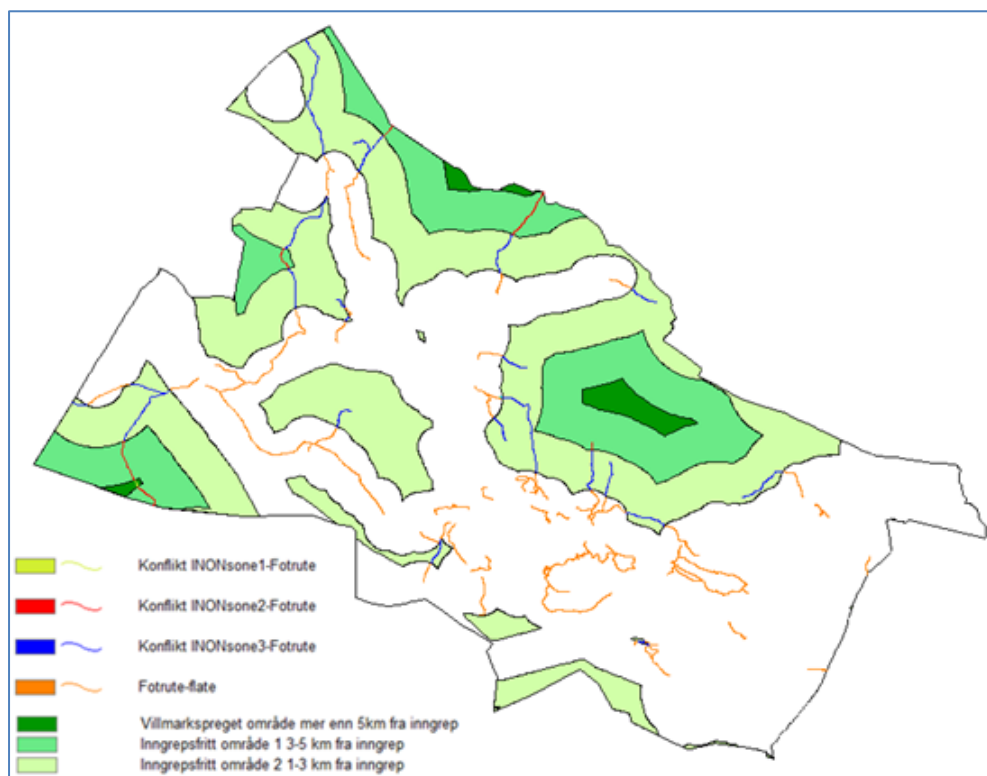 Konflikt INONsone1-Fotrute
Konflikt INONsone2-Fotrute
Konflikt INONsone3-Fotrute
Fotrute-flate
Villmarkspreget område mer enn 5km fra inngrep
Inngrepsfritt område 1 3-5 km fra inngrep
Inngrepsfritt område 2 1-3 km fra inngrep